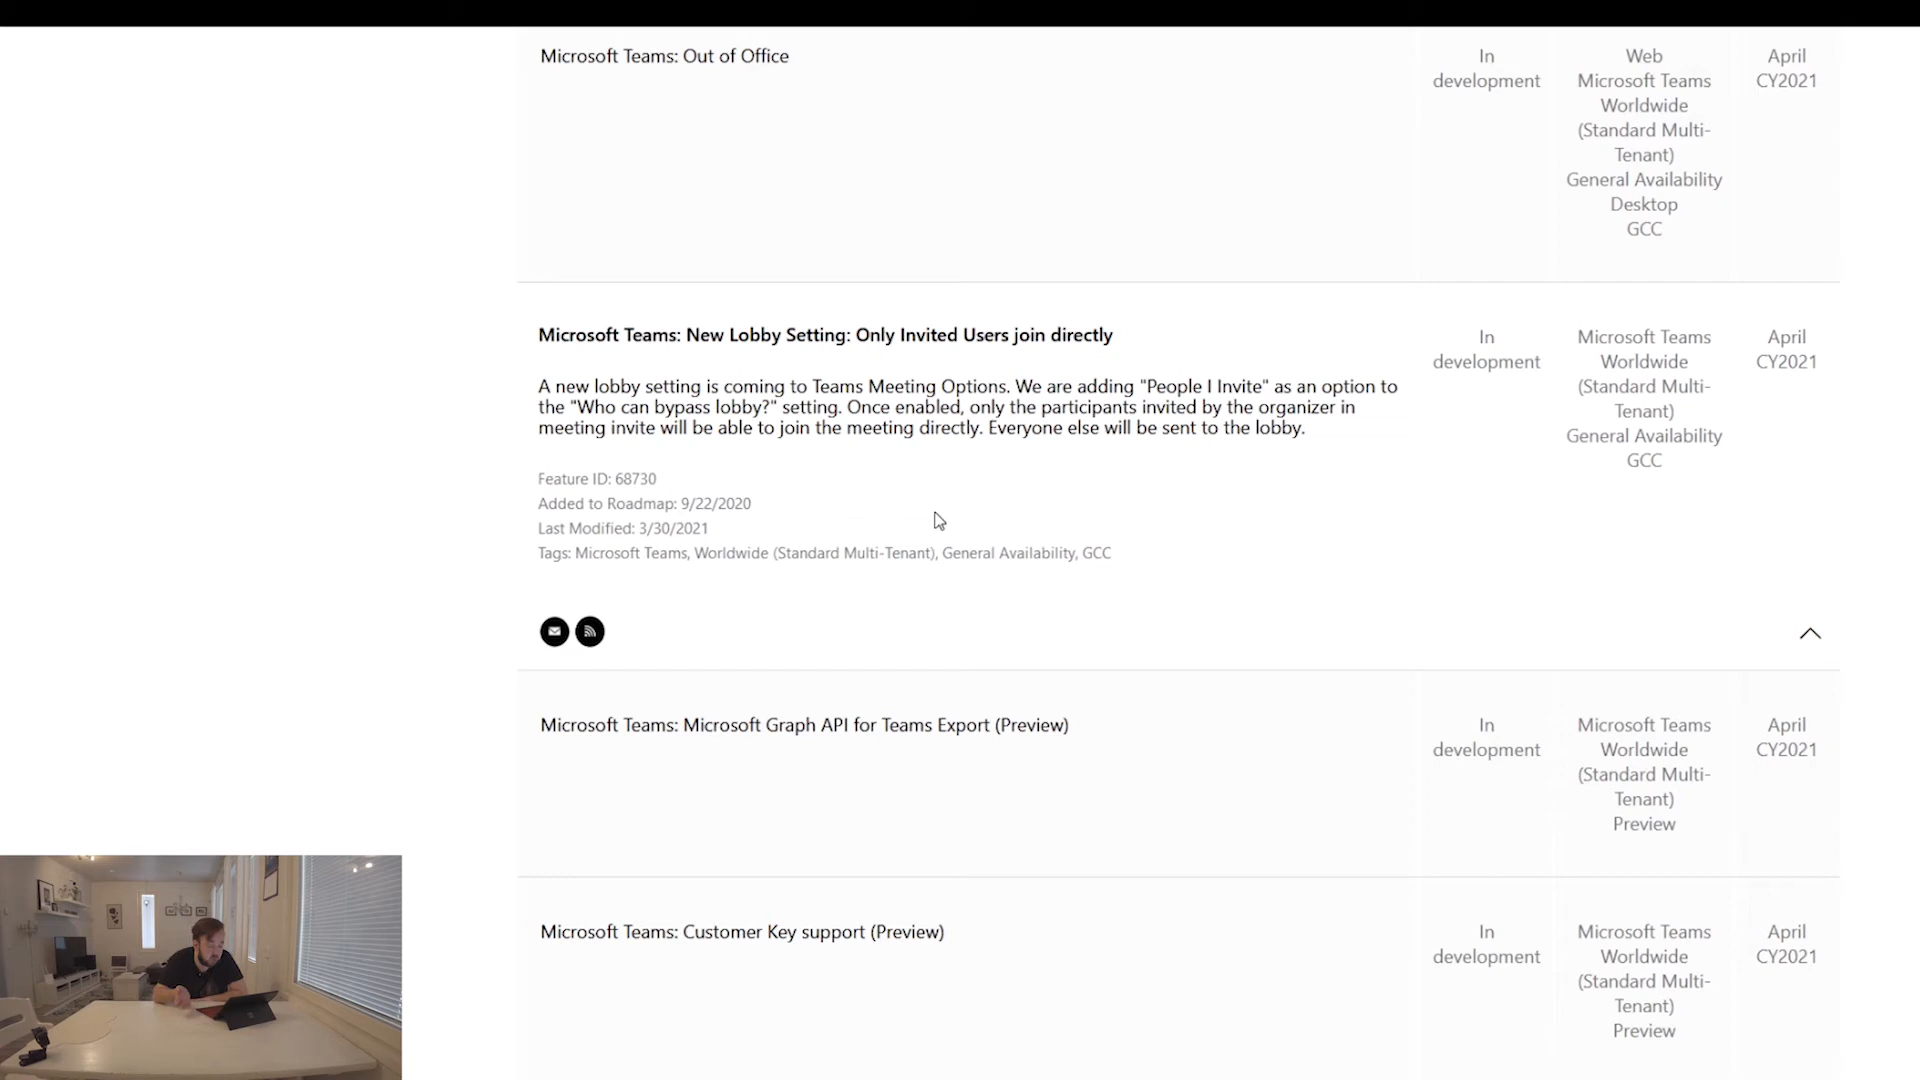 Microsoft Teams: Out of Office
In
development
Web
Microsoft Teams
Worldwide
(Standard Multi-
Tenant)
General Availability
Desktop
GCC
April
CY2021
Microsoft Teams: New Lobby Setting: Only Invited Users join directly
A new lobby setting is coming to Teams Meeting Options. We are adding "People I Invite" as an option to
the "Who can bypass lobby?" setting. Once enabled, only the participants invited by the organizer in
meeting invite will be able to join the meeting directly. Everyone else will be sent to the lobby.
Feature ID: 68730
Added to Roadmap: 9/22/2020
Last Modified: 3/30/2021
Tags: Microsoft Teams, Worldwide (Standard Multi-Tenant), General Availability, GCC
In
development
Microsoft Teams
Worldwide
(Standard Multi-
Tenant)
General Availability
GCC
April
CY2021
Microsoft Teams: Microsoft Graph API for Teams Export (Preview)
In
development
Microsoft Teams
Worldwide
(Standard Multi-
Tenant)
Preview
April
CY2021
Microsoft Teams: Customer Key support (Preview)
In
development
Microsoft Teams
Worldwide
(Standard Multi-
Tenant)
Preview
April
CY2021